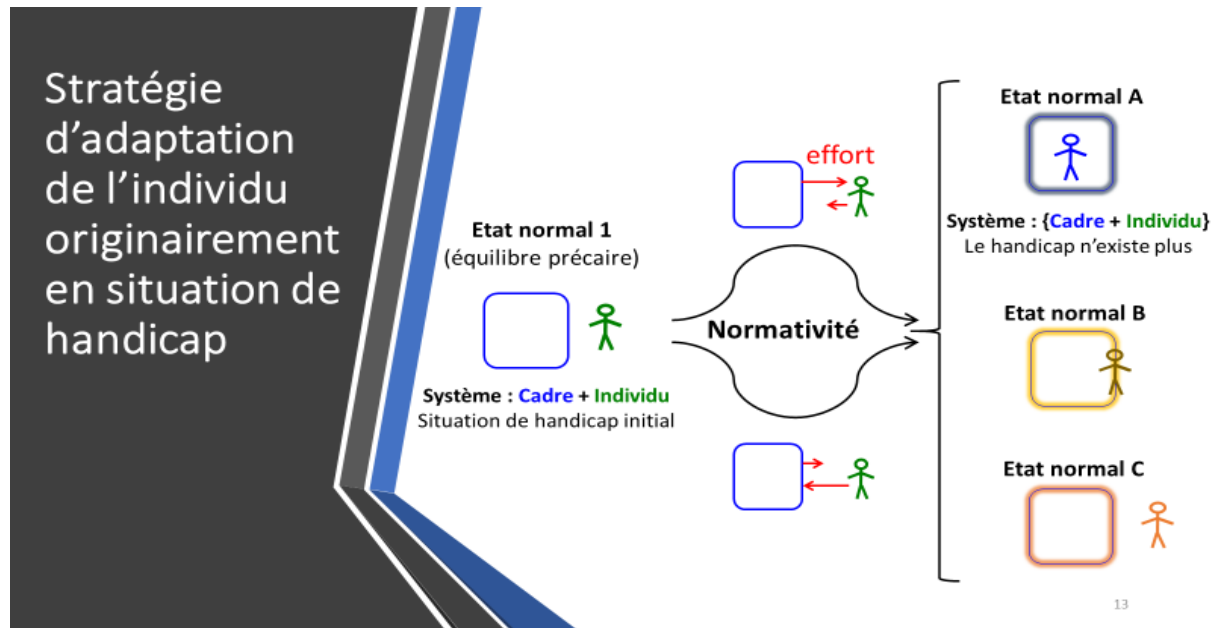 Stratégie
d’adaptation
de l’individu
originairement
en situation de
handicap
Etat normal 1
(équilibre précaire)
Système : Cadre + Individu
Situation de handicap initial
effort
Normativité
Etat normal A
Système : {Cadre + Individu}
Le handicap n’existe plus
Etat normal B
Etat normal C
13